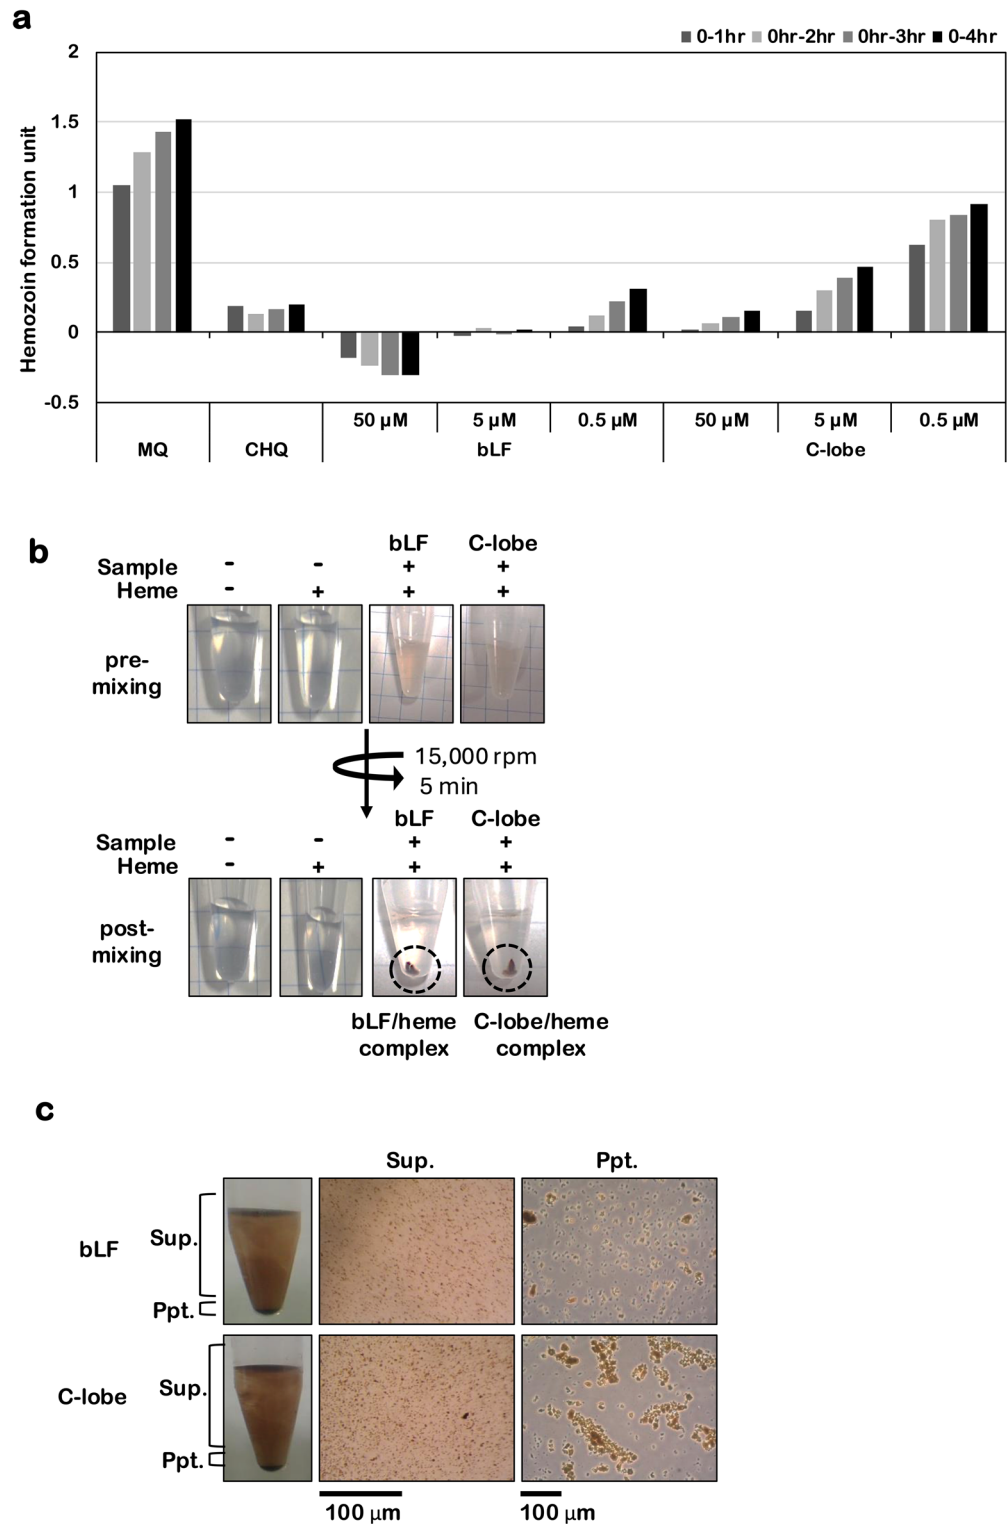 a
0-1hr 0hr-2hr 0hr-3hr 0-4hr
2
1.5
1
0.5
0
-0.5
Hemozoin formation unit
50 μM 5 μM 0.5 μM 50 μM 5 μM 0.5 μM
MQ CHQ bLF C-lobe
b
bLF C-lobe
Sample - - + +
Heme - + + +
pre-
mixing
15,000 rpm
5 min
bLF C-lobe
Sample - - + +
Heme - + + +
post-
mixing
bLF/heme C-lobe/heme
complex complex
c
Sup. Ppt.
bLF Sup.
Ppt.
C-lobe Sup.
Ppt.
100 μm 100 μm